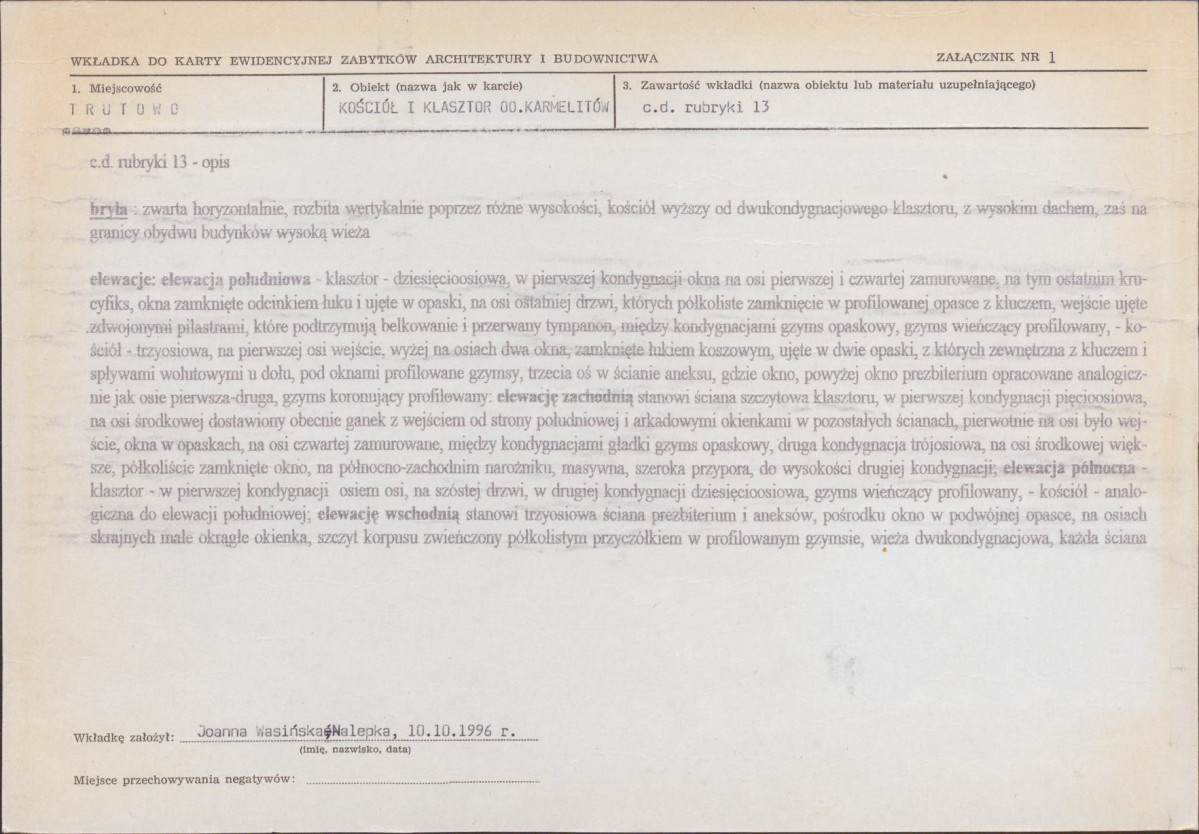 WKŁADKA DO KARTY EWIDENCYJNEJ ZABYTKÓW ARCHITEKTURY I BUDOWNICTWA
ZAŁĄCZNIK NR 1
1. Miejscowość
TRUTOWO
2. Obiekt (nazwa jak w karcie)
KOŚCIÓŁ I KLASZTOR OO.KARMELITÓW
3. Zawartość wkładki (nazwa obiektu lub materiału uzupełniającego)
c.d. rubryki 13
c.d. rubryki 13 - opis
bryła : zwarta horyzontalnie, rozbita wertykalnie poprzez różne wysokości, kościół wyższy od dwukondygnacjowego klasztoru, z wysokim dachem, zaś na
granicy obydwu budynków wysoką wieża
elewacje: elewacja południowa - klasztor - dziesięcioosiowa, w pierwszej kondygnacji okna na osi pierwszej i czwartej zamurowane, na tym ostatnim kru-
cyfiks, okna zamknięte odcinkiem łuku i ujęte w opaski, na osi ostatniej drzwi, których półkoliste zamknięcie w profilowanej opasce z kluczem, wejście ujęte
zdwojonymi pilastrami, które podtrzymują belkowanie i przerwany tympanon, między kondygnacjami gzyms opaskowy, gzyms wieńczący profilowany, - ko-
ściół - trzyosiowa, na pierwszej osi wejście, wyżej na osiach dwa okna, zamknięte łukiem koszowym, ujęte w dwie opaski, z których zewnętrzna z kluczem i
spływami wolutowymi u dołu, pod oknami profilowane gzymsy, trzecia oś w ścianie aneksu, gdzie okno, powyżej okno prezbiterium opracowane analogicz-
nie jak osie pierwsza-druga, gzyms koronujący profilowany: elewację zachodnią stanowi ściana szczytowa klasztoru, w pierwszej kondygnacji pięcioosiowa,
na osi środkowej dostawiony obecnie ganek z wejściem od strony południowej i arkadowymi okienkami w pozostałych ścianach, pierwotnie na osi było wej-
ście, okna w opaskach, na osi czwartej zamurowane, między kondygnacjami gładki gzyms opaskowy, druga kondygnacja trójosiowa, na osi środkowej więk-
sze, półkoliście zamknięte okno, na północno-zachodnim narożniku, masywna, szeroka przypora, do wysokości drugiej kondygnacji; elewacja północna -
klasztor - w pierwszej kondygnacji osiem osi, na szóstej drzwi, w drugiej kondygnacji dziesięcioosiowa, gzyms wieńczący profilowany, - kościół - analo-
giczna do elewacji południowej; elewację wschodnią stanowi trzyosiowa ściana prezbiterium i aneksów, pośrodku okno w podwójnej opasce, na osiach
skrajnych małe okrągłe okienka, szczyt korpusu zwieńczony półkolistym przyczółkiem w profilowanym gzymsie, wieża dwukondygnacjowa, każda ściana
Wkładkę założył: Joanna Wasińska-Nalepka, 10.10.1996 r.
(imię, nazwisko, data)
Miejsce przechowywania negatywów: